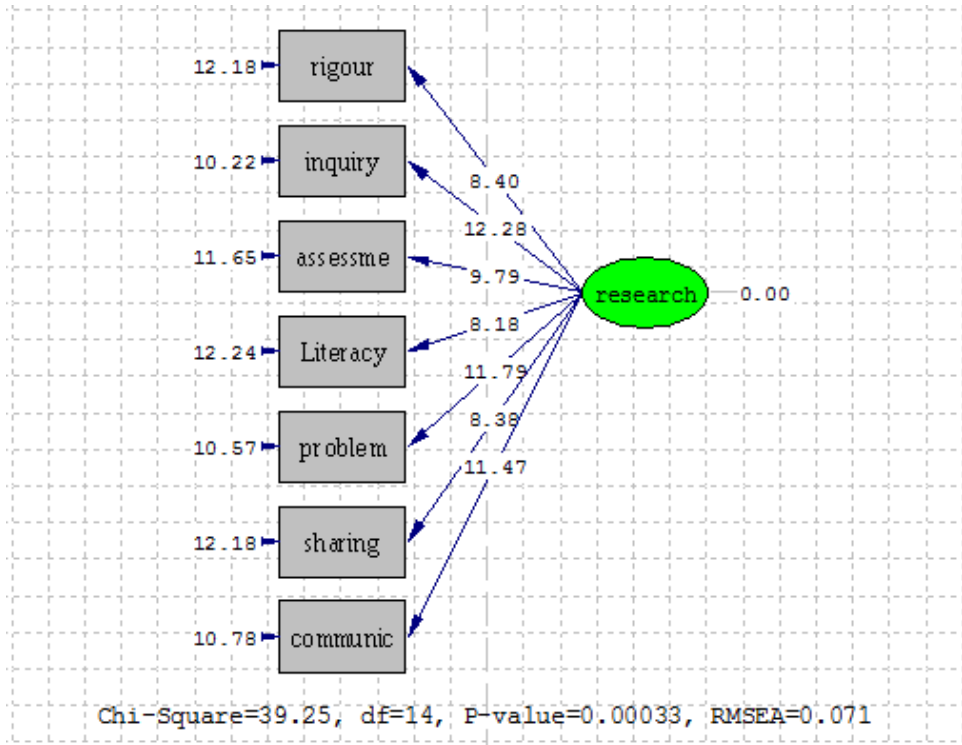 12.18 rigour
8.40
10.22 inquiry
12.28
11.65 assessme
9.79
research 0.00
8.18
12.24 Literacy
11.79
8.38
10.57 problem
11.47
12.18 sharing
10.78 communic
Chi-Square=39.25, df=14, P-value=0.00033, RMSEA=0.071